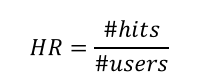 HR = #hits / #users